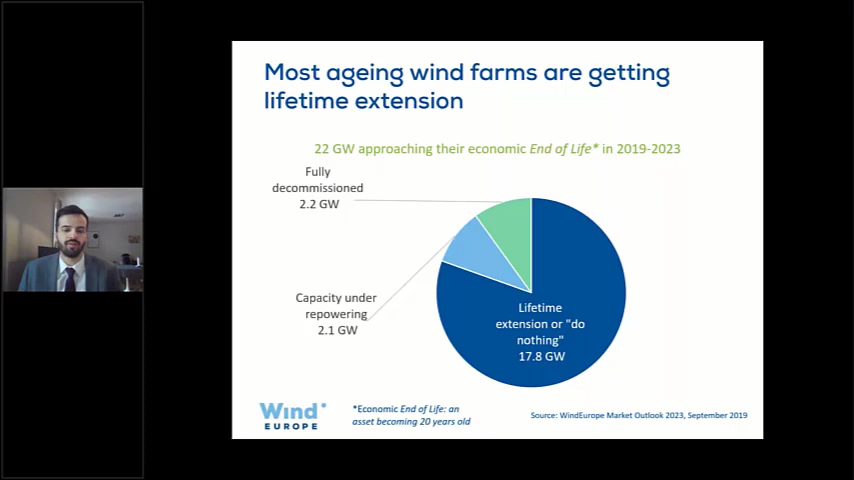 Most ageing wind farms are getting
lifetime extension
22 GW approaching their economic End of Life* in 2019-2023
Fully
decommissioned
2.2 GW
Capacity under
repowering
2.1 GW
Lifetime
extension or "do
nothing"
17.8 GW
Wind
EUROPE
*Economic End of Life: an
asset becoming 20 years old
Source: WindEurope Market Outlook 2023, September 2019